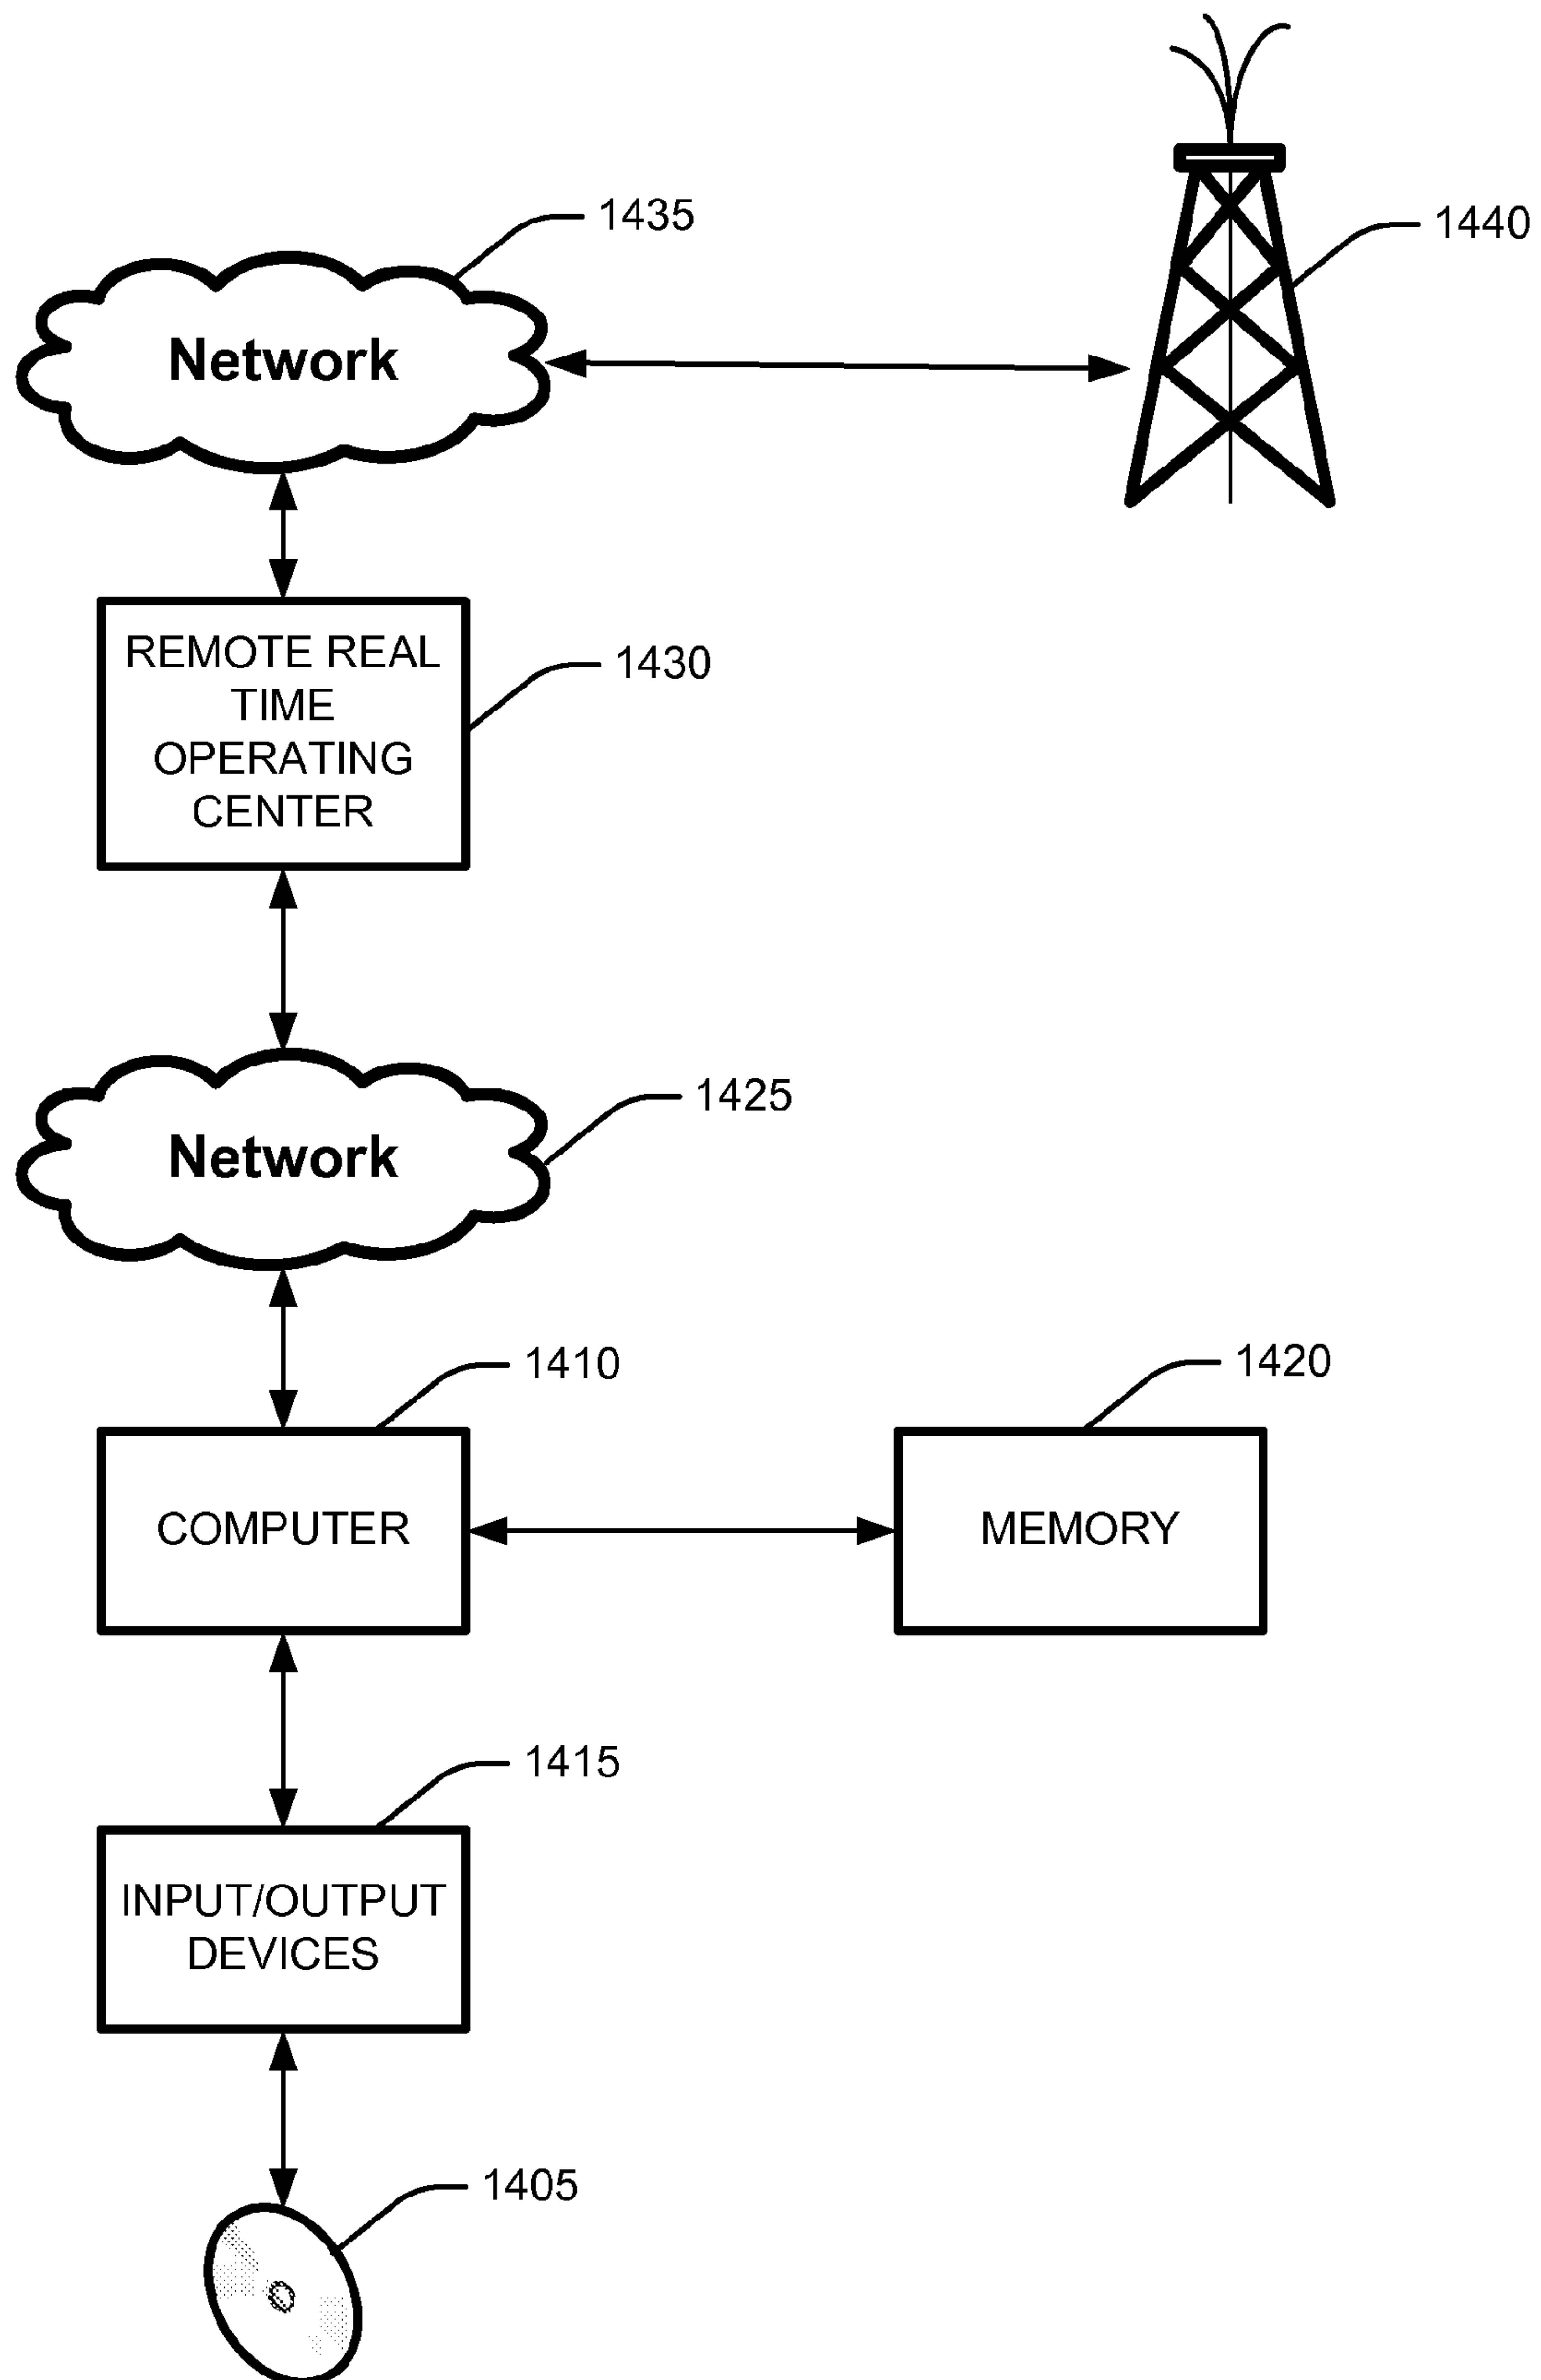 1435
1440
Network
REMOTE REAL
TIME
OPERATING
CENTER
1430
1425
Network
1410
1420
COMPUTER
MEMORY
1415
INPUT/OUTPUT
DEVICES
1405